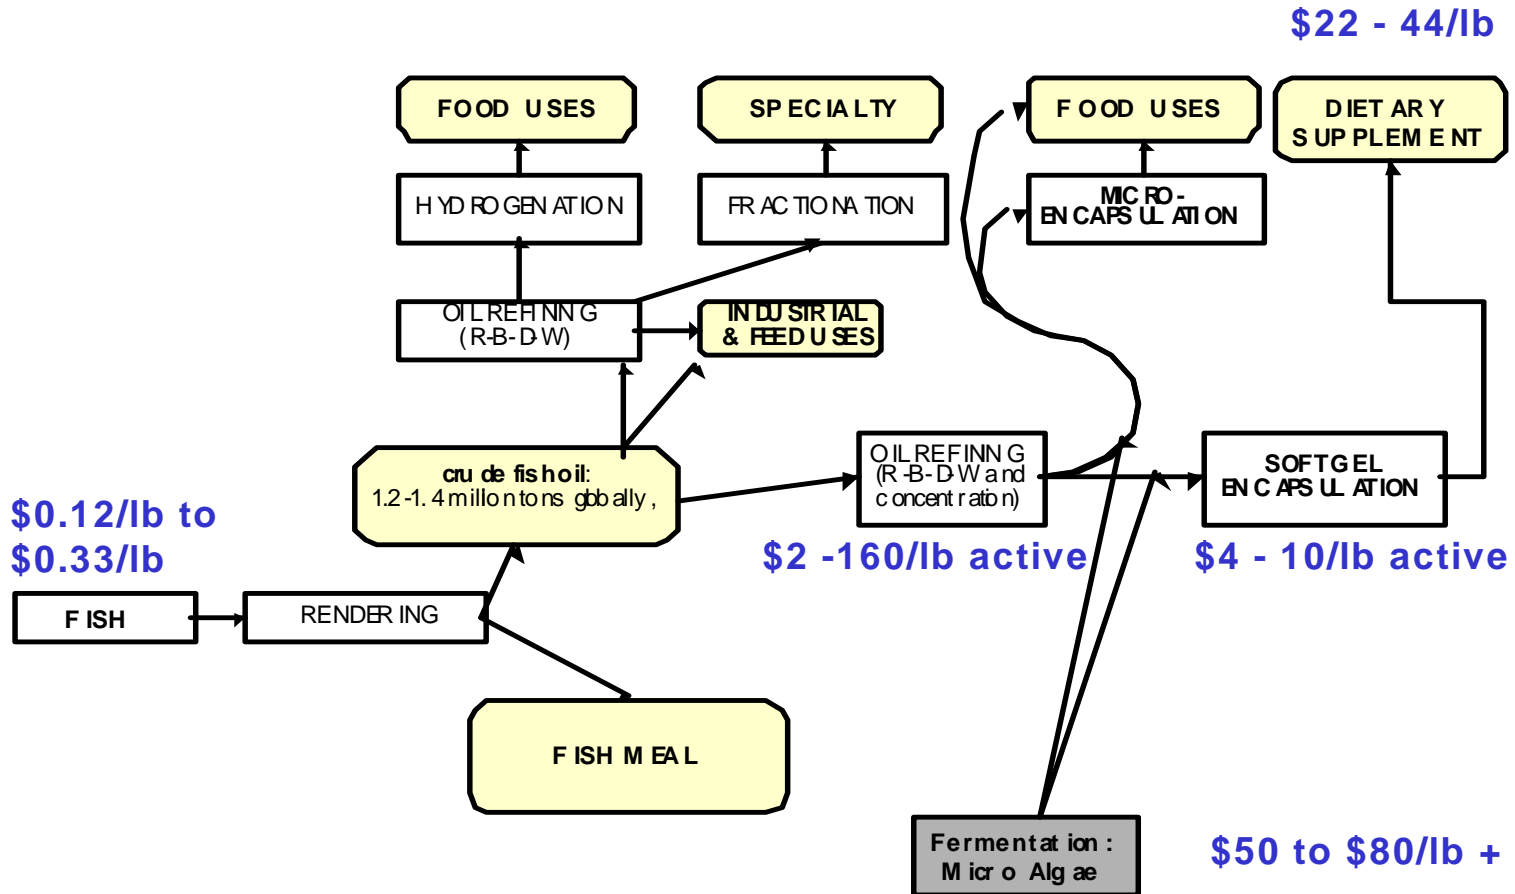 $22 - 44/lb
FOOD USES
SPECIALTY
FOOD USES
DIETARY
SUPPLEMENT
HYDROGENATION
FRACTIONATION
MICRO-
ENCAPSULATION
OIL REFINING
(R-B-D-W)
INDUSTRIAL
& FEED USES
crude fish oil:
1.2-1.4 million tons globally,
OIL REFINING
(R-B-D-W and
concentration)
SOFTGEL
ENCAPSULATION
$0.12/lb to
$0.33/lb
$2 -160/lb active
$4 - 10/lb active
FISH
RENDERING
FISH MEAL
Fermentation:
Micro Algae
$50 to $80/lb +